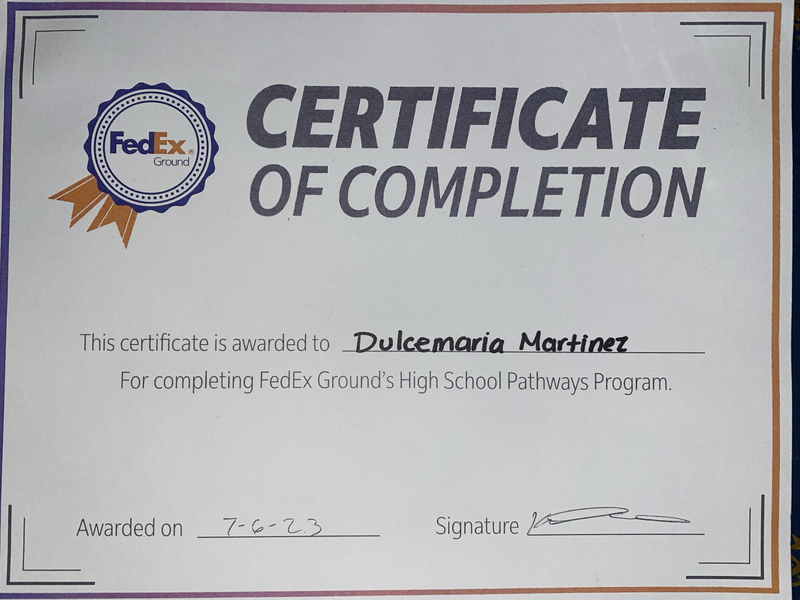 FedEx®
Ground
CERTIFICATE
OF COMPLETION
This certificate is awarded to Dulcemaria Martinez
For completing FedEx Ground's High School Pathways Program.
Awarded on 7-6-23
Signature